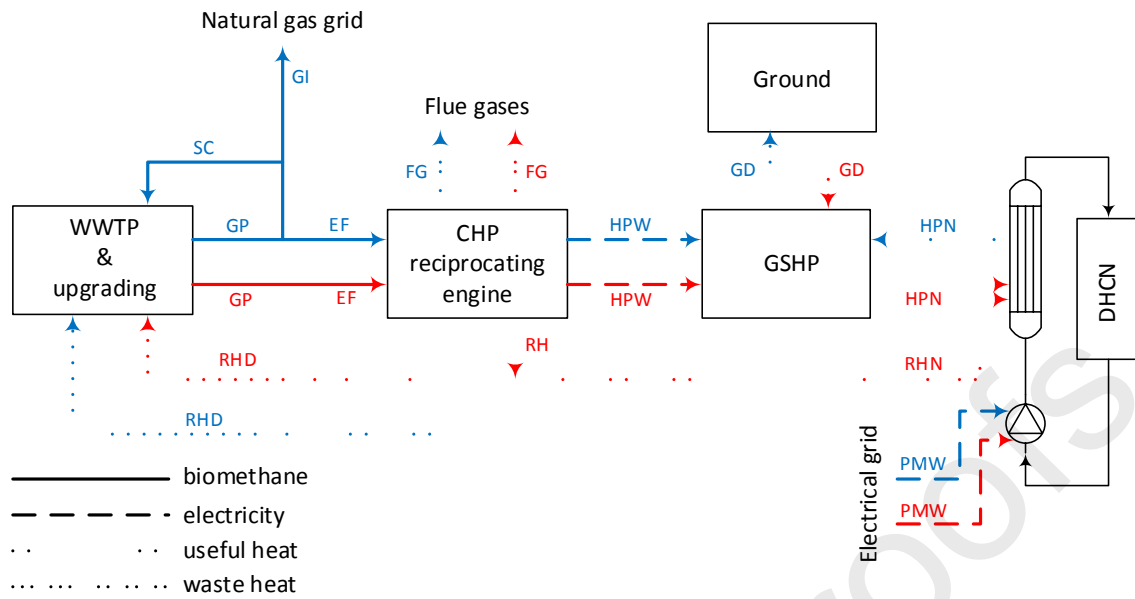 Natural gas grid
GI
Flue gases
Ground
SC
FG
FG
GD
GD
WWTP
&
upgrading
GP
EF
GP
EF
CHP
reciprocating
engine
HPW
HPW
GSHP
HPN
HPN
DHCN
RHD
RH
RHN
RHD
Electrical grid
PMW
PMW
biomethane
electricity
useful heat
waste heat
oofs